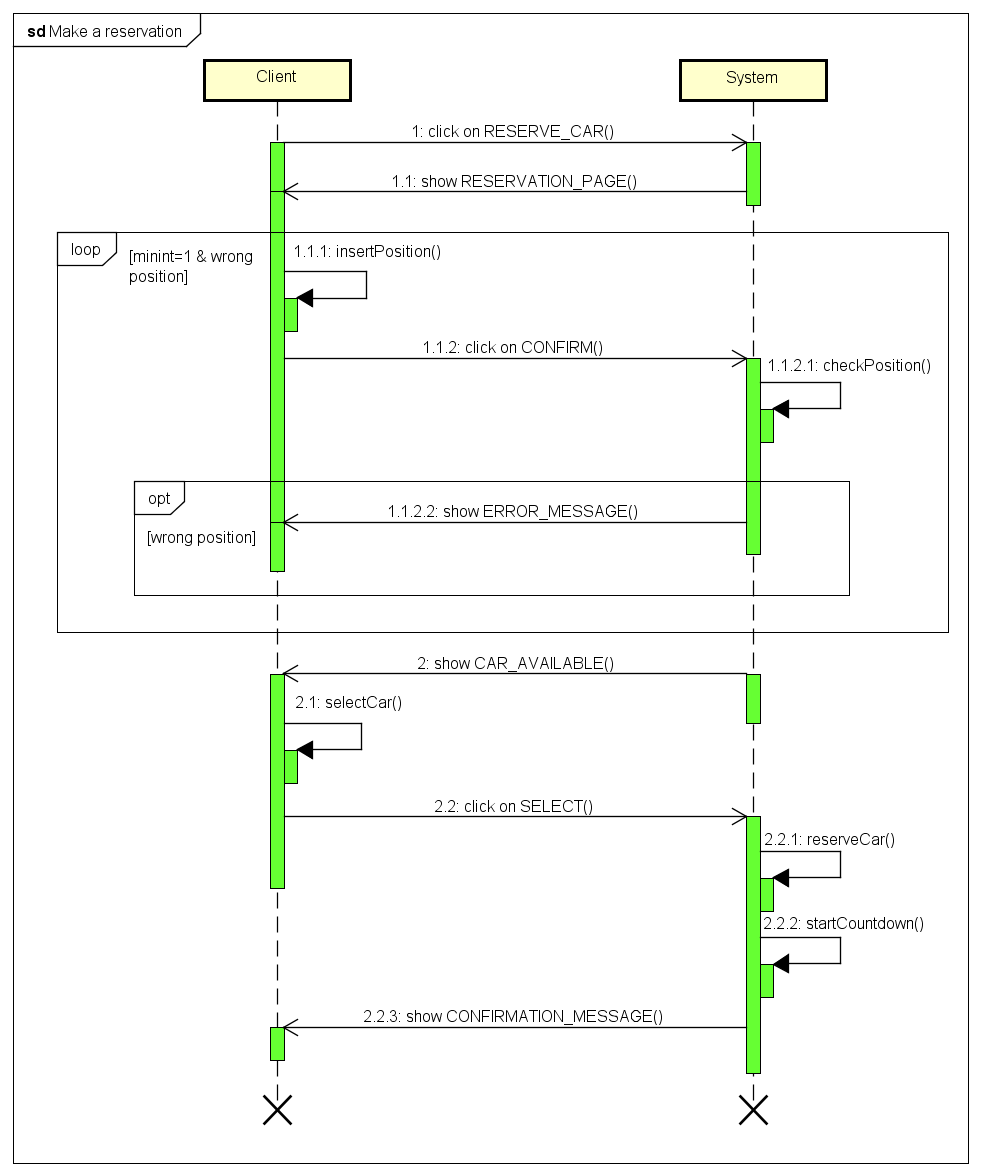 sd Make a reservation
Client
System
1: click on RESERVE_CAR()
1.1: show RESERVATION_PAGE()
loop
[minint=1 & wrong
position]
1.1.1: insertPosition()
1.1.2: click on CONFIRM()
1.1.2.1: checkPosition()
opt
[wrong position]
1.1.2.2: show ERROR_MESSAGE()
2: show CAR_AVAILABLE()
2.1: selectCar()
2.2: click on SELECT()
2.2.1: reserveCar()
2.2.2: startCountdown()
2.2.3: show CONFIRMATION_MESSAGE()